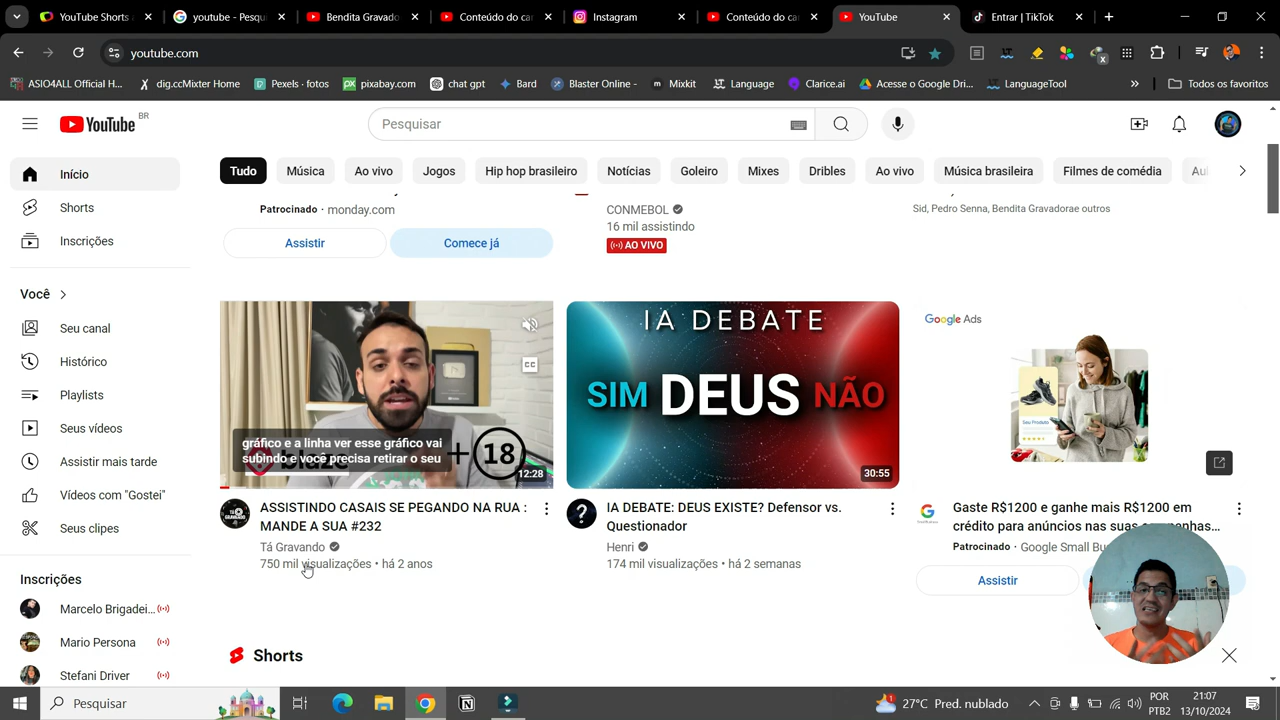 YouTube Shorts
youtube - Pesqui
Bendita Gravado
Conteúdo do can
Instagram
Conteúdo do ca
YouTube
Entrar | TikTok
youtube.com
ASIO4ALL Official H...
dig.ccMixter Home
Pexels · fotos
pixabay.com
chat gpt
Bard
Blaster Online -
Mixkit
Language
Clarice.ai
Acesse o Google Dri...
LanguageTool
Todos os favoritos
YouTube BR
Pesquisar
Início
Shorts
Inscrições
Você
Seu canal
Histórico
Playlists
Seus vídeos
Assistir mais tarde
Vídeos com "Gostei"
Seus clipes
Inscrições
Marcelo Brigadei...
Mario Persona
Stefani Driver
Tudo
Música
Ao vivo
Jogos
Hip hop brasileiro
Notícias
Goleiro
Mixes
Dribles
Ao vivo
Música brasileira
Filmes de comédia
Au
Patrocinado · monday.com
Assistir
Comece já
CONMEBOL
16 mil assistindo
AO VIVO
Sid, Pedro Senna, Bendita Gravadorae outros
gráfico e a linha ver esse gráfico vai
subindo e você precisa retirar o seu
+ 18
12:28
CC
ASSISTINDO CASAIS SE PEGANDO NA RUA :
MANDE A SUA #232
Tá Gravando
750 mil visualizações • há 2 anos
IA DEBATE
SIM DEUS NÃO
30:55
IA DEBATE: DEUS EXISTE? Defensor vs.
Questionador
Henri
174 mil visualizações • há 2 semanas
Google Ads
Seu Produto
Gaste R$1200 e ganhe mais R$1200 em
crédito para anúncios nas suas
Patrocinado · Google Small Bu
Assistir
Shorts
Pesquisar
27°C Pred. nublado
POR
PTB2
21:07
13/10/2024